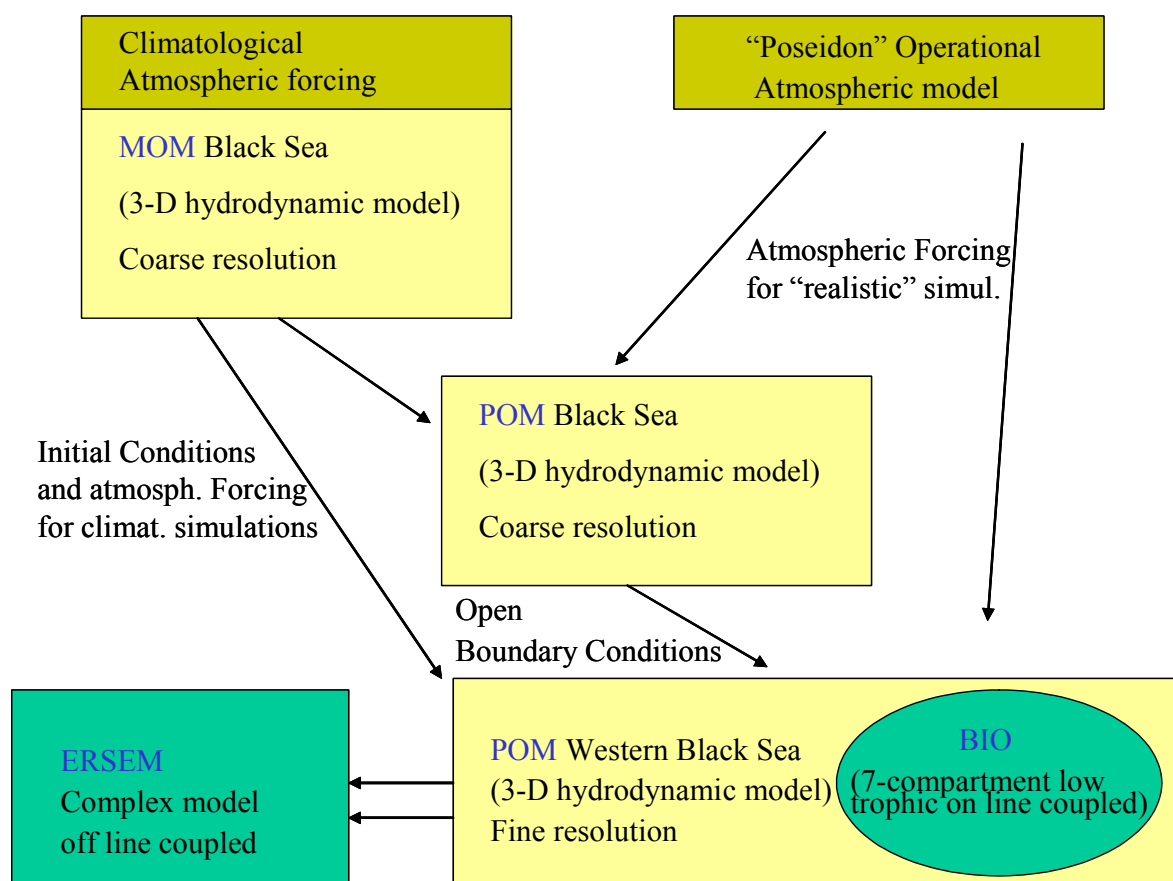 Climatological
Atmospheric forcing
MOM Black Sea
(3-D hydrodynamic model)
Coarse resolution
“Poseidon” Operational
Atmospheric model
Atmospheric Forcing
for “realistic” simul.
POM Black Sea
(3-D hydrodynamic model)
Coarse resolution
Initial Conditions
and atmosph. Forcing
for climat. simulations
Open
Boundary Conditions
ERSEM
Complex model
off line coupled
POM Western Black Sea
(3-D hydrodynamic model)
Fine resolution
BIO
(7-compartment low
trophic on line coupled)